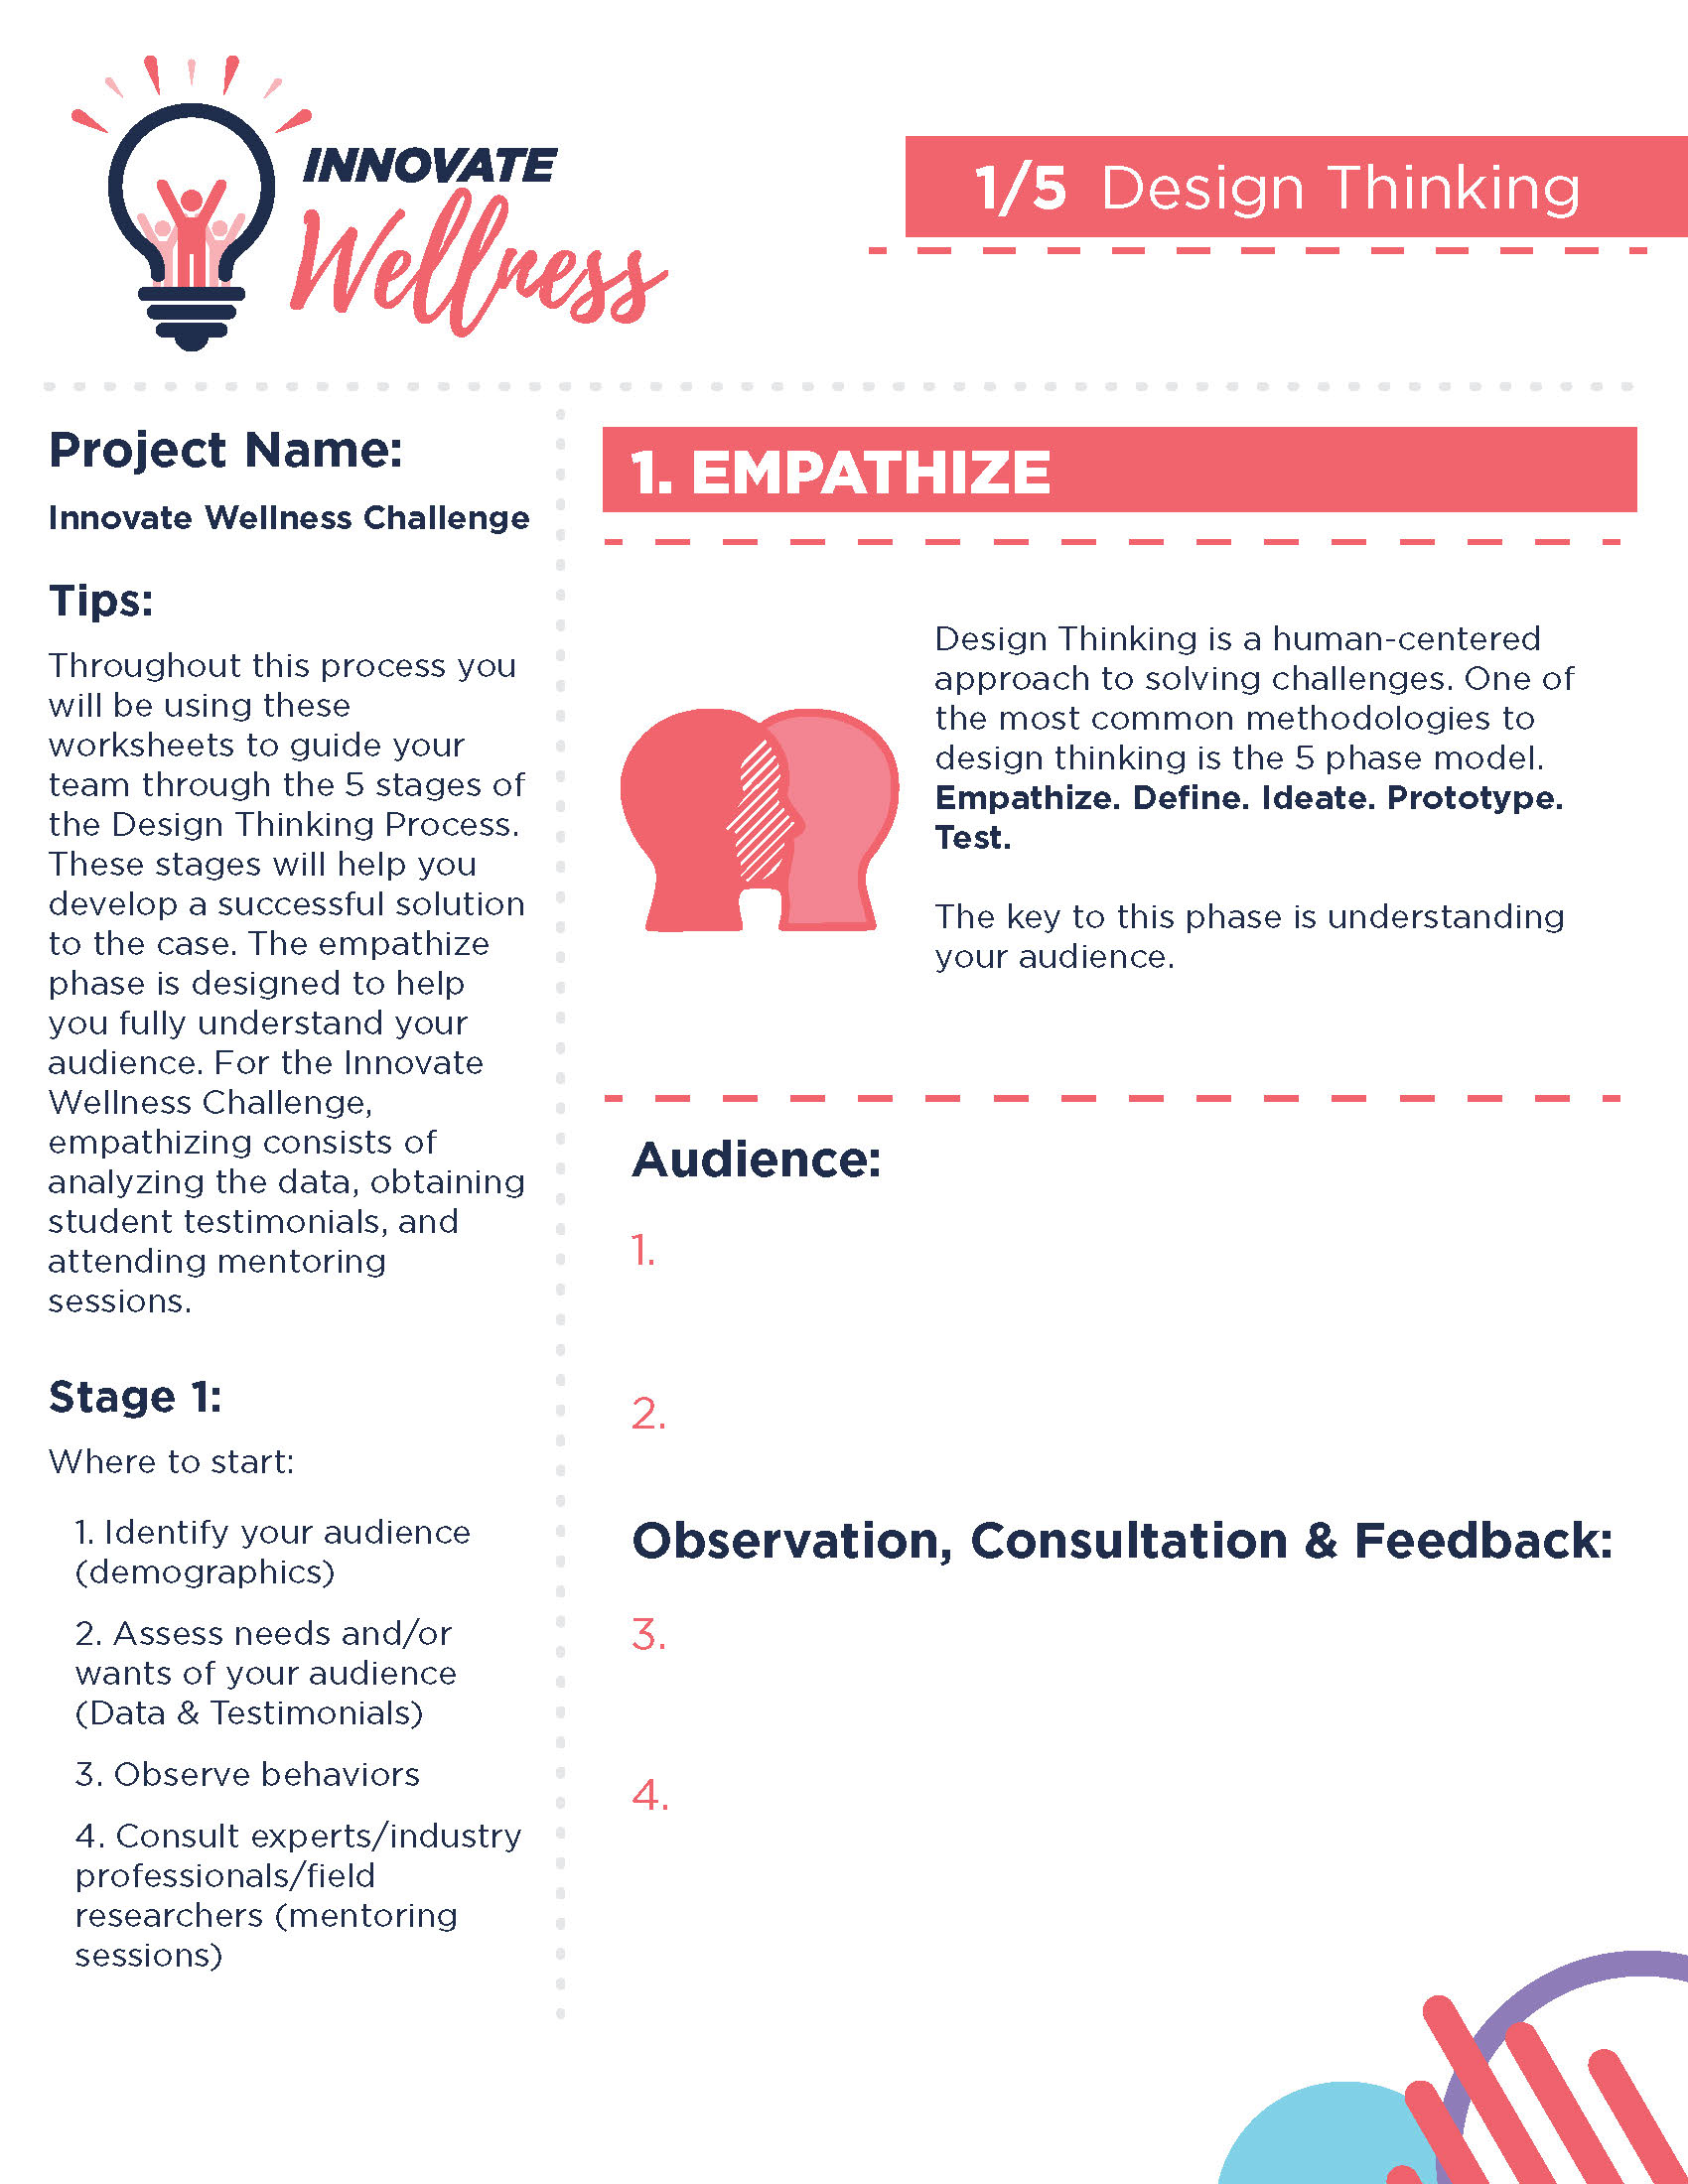 INNOVATE
Wellness
1/5 Design Thinking
Project Name:
Innovate Wellness Challenge
Tips:
Throughout this process you
will be using these
worksheets to guide your
team through the 5 stages of
the Design Thinking Process.
These stages will help you
develop a successful solution
to the case. The empathize
phase is designed to help
you fully understand your
audience. For the Innovate
Wellness Challenge,
empathizing consists of
analyzing the data, obtaining
student testimonials, and
attending mentoring
sessions.
Stage 1:
Where to start:
1. Identify your audience
(demographics)
2. Assess needs and/or
wants of your audience
(Data & Testimonials)
3. Observe behaviors
4. Consult experts/industry
professionals/field
researchers (mentoring
sessions)
1. EMPATHIZE
Design Thinking is a human-centered
approach to solving challenges. One of
the most common methodologies to
design thinking is the 5 phase model.
Empathize. Define. Ideate. Prototype.
Test.
The key to this phase is understanding
your audience.
Audience:
1.
2.
Observation, Consultation & Feedback:
3.
4.